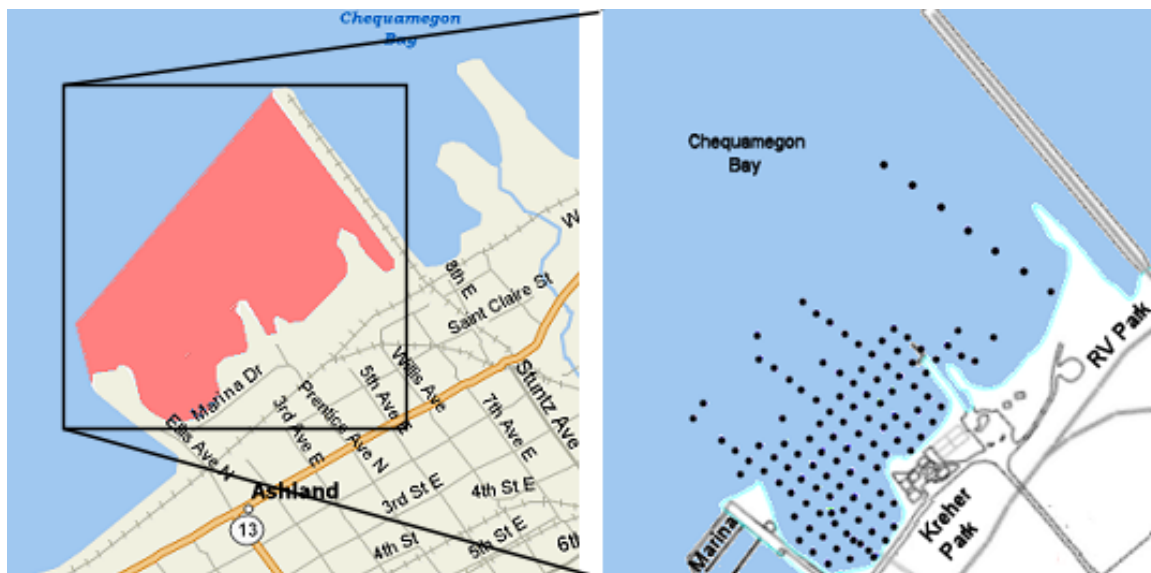 Chequamegon
Bay
8th E
Saint Claire St
W
Marina Dr
Ellis Ave N
3rd Ave E
Prentice Ave N
5th Ave E
Willis Ave
7th Ave E
Stuntz Ave
Ashland
13
3rd St E
4th St E
4th St
5th St E
6th
Chequamegon
Bay
RV Park
Kreher
Park
Marina